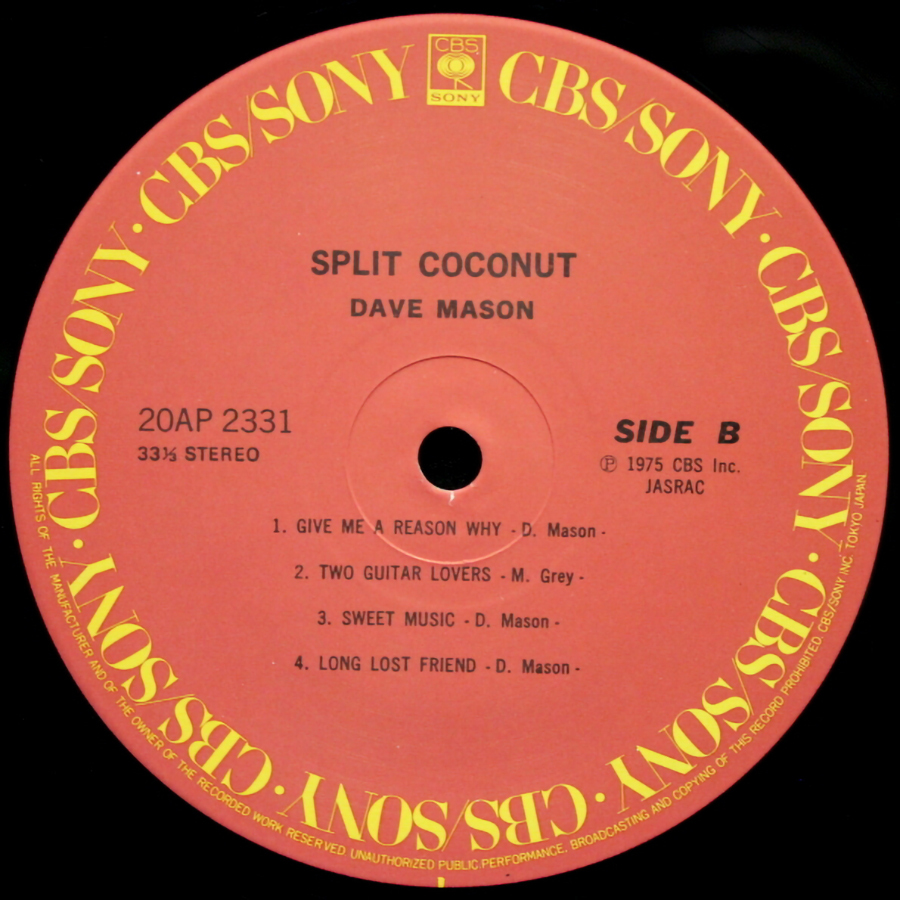 CBS
SONY
CBS/SONY · CBS/SONY · CBS/SONY · CBS/SONY · CBS/SONY · CBS/SONY · CBS/SONY · CBS/SONY
SPLIT COCONUT
DAVE MASON
20AP 2331
33⅓ STEREO
SIDE B
Ⓟ 1975 CBS Inc.
JASRAC
1. GIVE ME A REASON WHY - D. Mason -
2. TWO GUITAR LOVERS - M. Grey -
3. SWEET MUSIC - D. Mason -
4. LONG LOST FRIEND - D. Mason -
ALL RIGHTS OF THE MANUFACTURER AND OF THE OWNER OF THE RECORDED WORK RESERVED. UNAUTHORIZED PUBLIC PERFORMANCE, BROADCASTING AND COPYING OF THIS RECORD PROHIBITED. CBS/SONY INC. TOKYO JAPAN